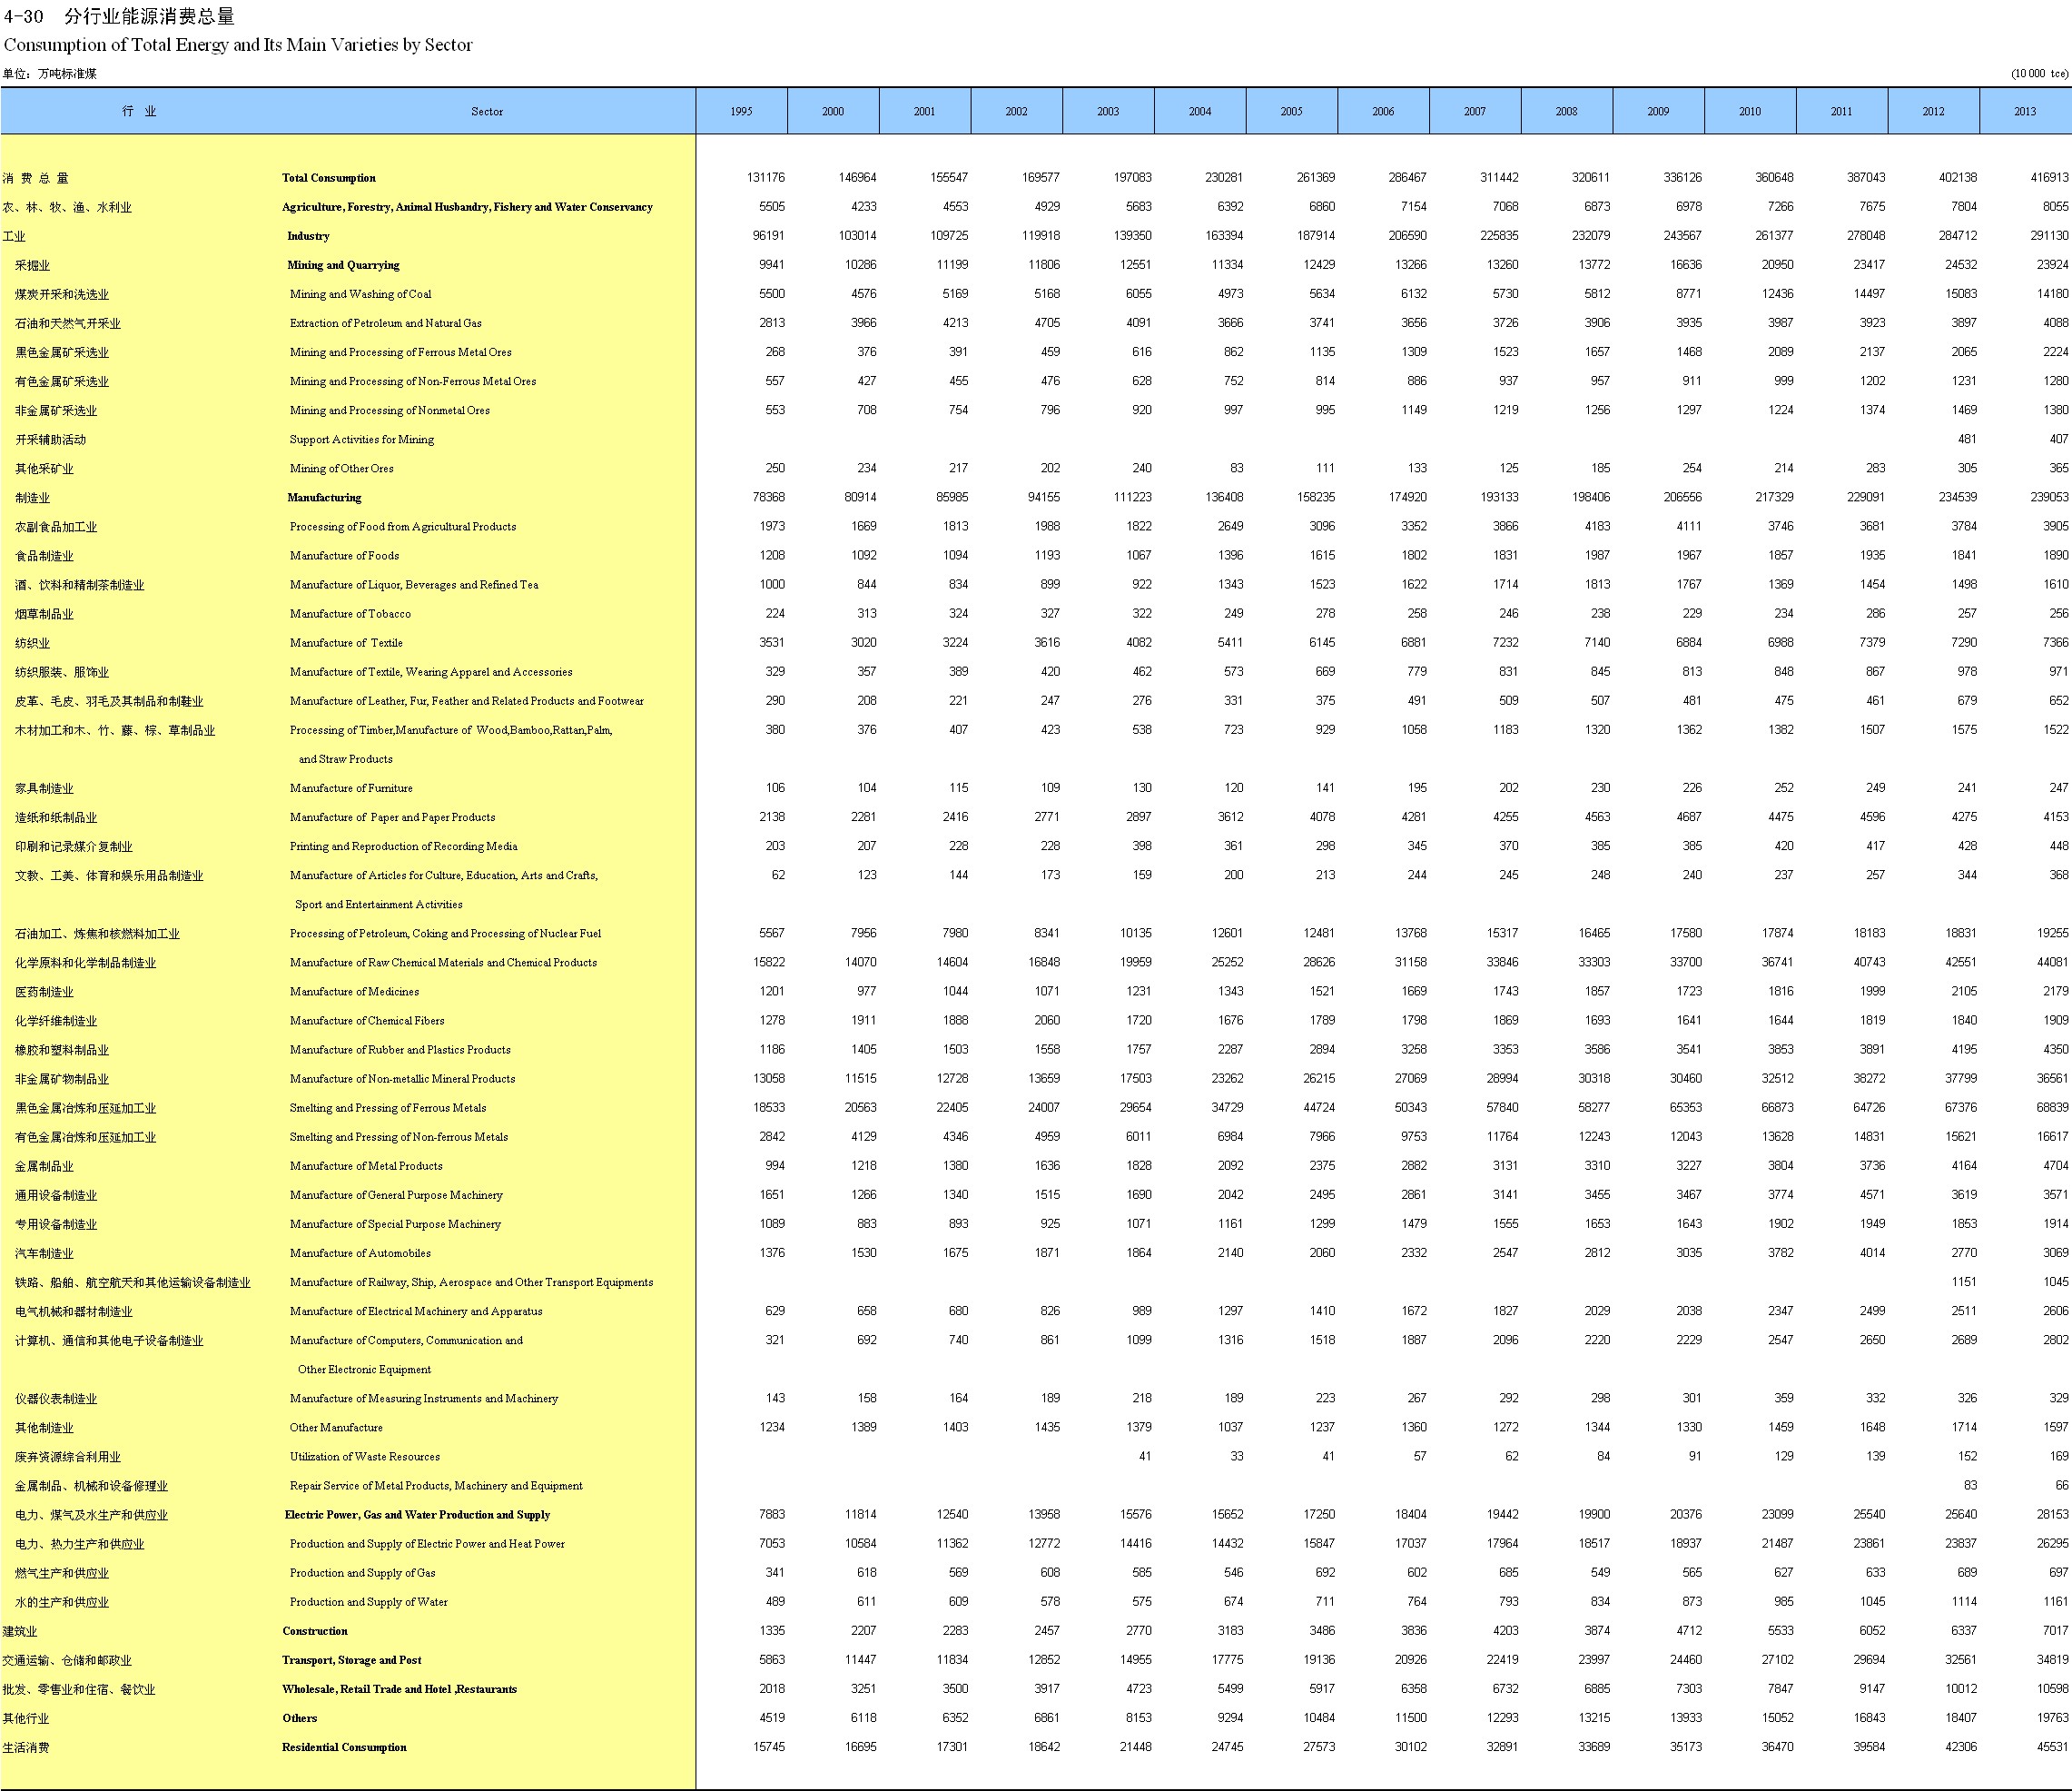 4-30 分行业能源消费总量
Consumption of Total Energy and Its Main Varieties by Sector
单位：万吨标准煤 (10 000 tce)
行 业 Sector 1995 2000 2001 2002 2003 2004 2005 2006 2007 2008 2009 2010 2011 2012 2013
消 费 总 量 Total Consumption 131176 146964 155547 169577 197083 230281 261369 286467 311442 320611 336126 360648 387043 402138 416913
农、林、牧、渔、水利业 Agriculture, Forestry, Animal Husbandry, Fishery and Water Conservancy 5505 4233 4553 4929 5683 6392 6860 7154 7068 6873 6978 7266 7675 7804 8055
工业 Industry 96191 103014 109725 119918 139350 163394 187914 206590 225835 232079 243567 261377 278048 284712 291130
采掘业 Mining and Quarrying 9941 10286 11199 11806 12551 11334 12429 13266 13260 13772 16636 20950 23417 24532 23924
煤炭开采和洗选业 Mining and Washing of Coal 5500 4576 5169 5168 6055 4973 5634 6132 5730 5812 8771 12436 14497 15083 14180
石油和天然气开采业 Extraction of Petroleum and Natural Gas 2813 3966 4213 4705 4091 3666 3741 3656 3726 3906 3935 3987 3923 3897 4088
黑色金属矿采选业 Mining and Processing of Ferrous Metal Ores 268 376 391 459 616 862 1135 1309 1523 1657 1468 2089 2137 2065 2224
有色金属矿采选业 Mining and Processing of Non-Ferrous Metal Ores 557 427 455 476 628 752 814 886 937 957 911 999 1202 1231 1280
非金属矿采选业 Mining and Processing of Nonmetal Ores 553 708 754 796 920 997 995 1149 1219 1256 1297 1224 1374 1469 1380
开采辅助活动 Support Activities for Mining 481 407
其他采矿业 Mining of Other Ores 250 234 217 202 240 83 111 133 125 185 254 214 283 305 365
制造业 Manufacturing 78368 80914 85985 94155 111223 136408 158235 174920 193133 198406 206556 217329 229091 234539 239053
农副食品加工业 Processing of Food from Agricultural Products 1973 1669 1813 1988 1822 2649 3096 3352 3866 4183 4111 3746 3681 3784 3905
食品制造业 Manufacture of Foods 1208 1092 1094 1193 1067 1396 1615 1802 1831 1987 1967 1857 1935 1841 1890
酒、饮料和精制茶制造业 Manufacture of Liquor, Beverages and Refined Tea 1000 844 834 899 922 1343 1523 1622 1714 1813 1767 1369 1454 1498 1610
烟草制品业 Manufacture of Tobacco 224 313 324 327 322 249 278 258 246 238 229 234 286 257 256
纺织业 Manufacture of Textile 3531 3020 3224 3616 4082 5411 6145 6881 7232 7140 6884 6988 7379 7290 7366
纺织服装、服饰业 Manufacture of Textile, Wearing Apparel and Accessories 329 357 389 420 462 573 669 779 831 845 813 848 867 978 971
皮革、毛皮、羽毛及其制品和制鞋业 Manufacture of Leather, Fur, Feather and Related Products and Footwear 290 208 221 247 276 331 375 491 509 507 481 475 461 679 652
木材加工和木、竹、藤、棕、草制品业 Processing of Timber,Manufacture of Wood,Bamboo,Rattan,Palm, 380 376 407 423 538 723 929 1058 1183 1320 1362 1382 1507 1575 1522
and Straw Products
家具制造业 Manufacture of Furniture 106 104 115 109 130 120 141 195 202 230 226 252 249 241 247
造纸和纸制品业 Manufacture of Paper and Paper Products 2138 2281 2416 2771 2897 3612 4078 4281 4255 4563 4687 4475 4596 4275 4153
印刷和记录媒介复制业 Printing and Reproduction of Recording Media 203 207 228 228 398 361 298 345 370 385 385 420 417 428 448
文教、工美、体育和娱乐用品制造业 Manufacture of Articles for Culture, Education, Arts and Crafts, 62 123 144 173 159 200 213 244 245 248 240 237 257 344 368
Sport and Entertainment Activities
石油加工、炼焦和核燃料加工业 Processing of Petroleum, Coking and Processing of Nuclear Fuel 5567 7956 7980 8341 10135 12601 12481 13768 15317 16465 17580 17874 18183 18831 19255
化学原料和化学制品制造业 Manufacture of Raw Chemical Materials and Chemical Products 15822 14070 14604 16848 19959 25252 28626 31158 33846 33303 33700 36741 40743 42551 44081
医药制造业 Manufacture of Medicines 1201 977 1044 1071 1231 1343 1521 1669 1743 1857 1723 1816 1999 2105 2179
化学纤维制造业 Manufacture of Chemical Fibers 1278 1911 1888 2060 1720 1676 1789 1798 1869 1693 1641 1644 1819 1840 1909
橡胶和塑料制品业 Manufacture of Rubber and Plastics Products 1186 1405 1503 1558 1757 2287 2894 3258 3353 3586 3541 3853 3891 4195 4350
非金属矿物制品业 Manufacture of Non-metallic Mineral Products 13058 11515 12728 13659 17503 23262 26215 27069 28994 30318 30460 32512 38272 37799 36561
黑色金属冶炼和压延加工业 Smelting and Pressing of Ferrous Metals 18533 20563 22405 24007 29654 34729 44724 50343 57840 58277 65353 66873 64726 67376 68839
有色金属冶炼和压延加工业 Smelting and Pressing of Non-ferrous Metals 2842 4129 4346 4959 6011 6984 7966 9753 11764 12243 12043 13628 14831 15621 16617
金属制品业 Manufacture of Metal Products 994 1218 1380 1636 1828 2092 2375 2882 3131 3310 3227 3804 3736 4164 4704
通用设备制造业 Manufacture of General Purpose Machinery 1651 1266 1340 1515 1690 2042 2495 2861 3141 3455 3467 3774 4571 3619 3571
专用设备制造业 Manufacture of Special Purpose Machinery 1089 883 893 925 1071 1161 1299 1479 1555 1653 1643 1902 1949 1853 1914
汽车制造业 Manufacture of Automobiles 1376 1530 1675 1871 1864 2140 2060 2332 2547 2812 3035 3782 4014 2770 3069
铁路、船舶、航空航天和其他运输设备制造业 Manufacture of Railway, Ship, Aerospace and Other Transport Equipments 1151 1045
电气机械和器材制造业 Manufacture of Electrical Machinery and Apparatus 629 658 680 826 989 1297 1410 1672 1827 2029 2038 2347 2499 2511 2606
计算机、通信和其他电子设备制造业 Manufacture of Computers, Communication and 321 692 740 861 1099 1316 1518 1887 2096 2220 2229 2547 2650 2689 2802
Other Electronic Equipment
仪器仪表制造业 Manufacture of Measuring Instruments and Machinery 143 158 164 189 218 189 223 267 292 298 301 359 332 326 329
其他制造业 Other Manufacture 1234 1389 1403 1435 1379 1037 1237 1360 1272 1344 1330 1459 1648 1714 1597
废弃资源综合利用业 Utilization of Waste Resources 41 33 41 57 62 84 91 129 139 152 169
金属制品、机械和设备修理业 Repair Service of Metal Products, Machinery and Equipment 83 66
电力、煤气及水生产和供应业 Electric Power, Gas and Water Production and Supply 7883 11814 12540 13958 15576 15652 17250 18404 19442 19900 20376 23099 25540 25640 28153
电力、热力生产和供应业 Production and Supply of Electric Power and Heat Power 7053 10584 11362 12772 14416 14432 15847 17037 17964 18517 18937 21487 23861 23837 26295
燃气生产和供应业 Production and Supply of Gas 341 618 569 608 585 546 692 602 685 549 565 627 633 689 697
水的生产和供应业 Production and Supply of Water 489 611 609 578 575 674 711 764 793 834 873 985 1045 1114 1161
建筑业 Construction 1335 2207 2283 2457 2770 3183 3486 3836 4203 3874 4712 5533 6052 6337 7017
交通运输、仓储和邮政业 Transport, Storage and Post 5863 11447 11834 12852 14955 17775 19136 20926 22419 23997 24460 27102 29694 32561 34819
批发、零售业和住宿、餐饮业 Wholesale, Retail Trade and Hotel ,Restaurants 2018 3251 3500 3917 4723 5499 5917 6358 6732 6885 7303 7847 9147 10012 10598
其他行业 Others 4519 6118 6352 6861 8153 9294 10484 11500 12293 13215 13933 15052 16843 18407 19763
生活消费 Residential Consumption 15745 16695 17301 18642 21448 24745 27573 30102 32891 33689 35173 36470 39584 42306 45531